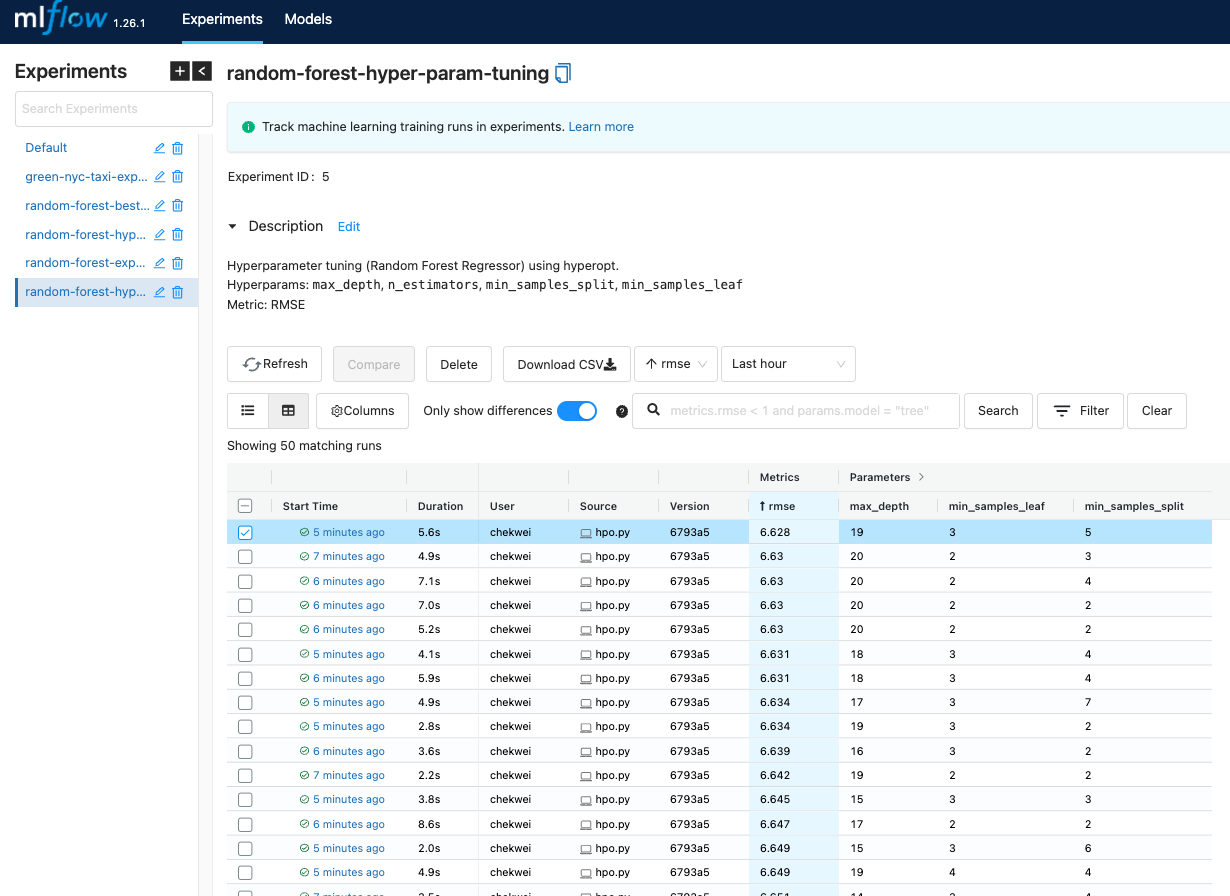 mlflow 1.26.1 Experiments Models
Experiments + <
Search Experiments
Default
green-nyc-taxi-exp...
random-forest-best...
random-forest-hyp...
random-forest-exp...
random-forest-hyp...
random-forest-hyper-param-tuning
Track machine learning training runs in experiments. Learn more
Experiment ID: 5
Description Edit
Hyperparameter tuning (Random Forest Regressor) using hyperopt.
Hyperparams: max_depth, n_estimators, min_samples_split, min_samples_leaf
Metric: RMSE
Refresh Compare Delete Download CSV ↑ rmse Last hour
Columns Only show differences ? metrics.rmse < 1 and params.model = "tree" Search Filter Clear
Showing 50 matching runs
Metrics Parameters >
Start Time Duration User Source Version ↑ rmse max_depth min_samples_leaf min_samples_split
5 minutes ago 5.6s chekwei hpo.py 6793a5 6.628 19 3 5
7 minutes ago 4.9s chekwei hpo.py 6793a5 6.63 20 2 3
6 minutes ago 7.1s chekwei hpo.py 6793a5 6.63 20 2 4
6 minutes ago 7.0s chekwei hpo.py 6793a5 6.63 20 2 2
6 minutes ago 5.2s chekwei hpo.py 6793a5 6.63 20 2 2
5 minutes ago 4.1s chekwei hpo.py 6793a5 6.631 18 3 4
6 minutes ago 5.9s chekwei hpo.py 6793a5 6.631 18 3 4
5 minutes ago 4.9s chekwei hpo.py 6793a5 6.634 17 3 7
5 minutes ago 2.8s chekwei hpo.py 6793a5 6.634 19 3 2
6 minutes ago 3.6s chekwei hpo.py 6793a5 6.639 16 3 2
7 minutes ago 2.2s chekwei hpo.py 6793a5 6.642 19 2 2
5 minutes ago 3.8s chekwei hpo.py 6793a5 6.645 15 3 3
6 minutes ago 8.6s chekwei hpo.py 6793a5 6.647 17 2 2
5 minutes ago 2.0s chekwei hpo.py 6793a5 6.649 15 3 6
5 minutes ago 4.9s chekwei hpo.py 6793a5 6.649 19 4 4